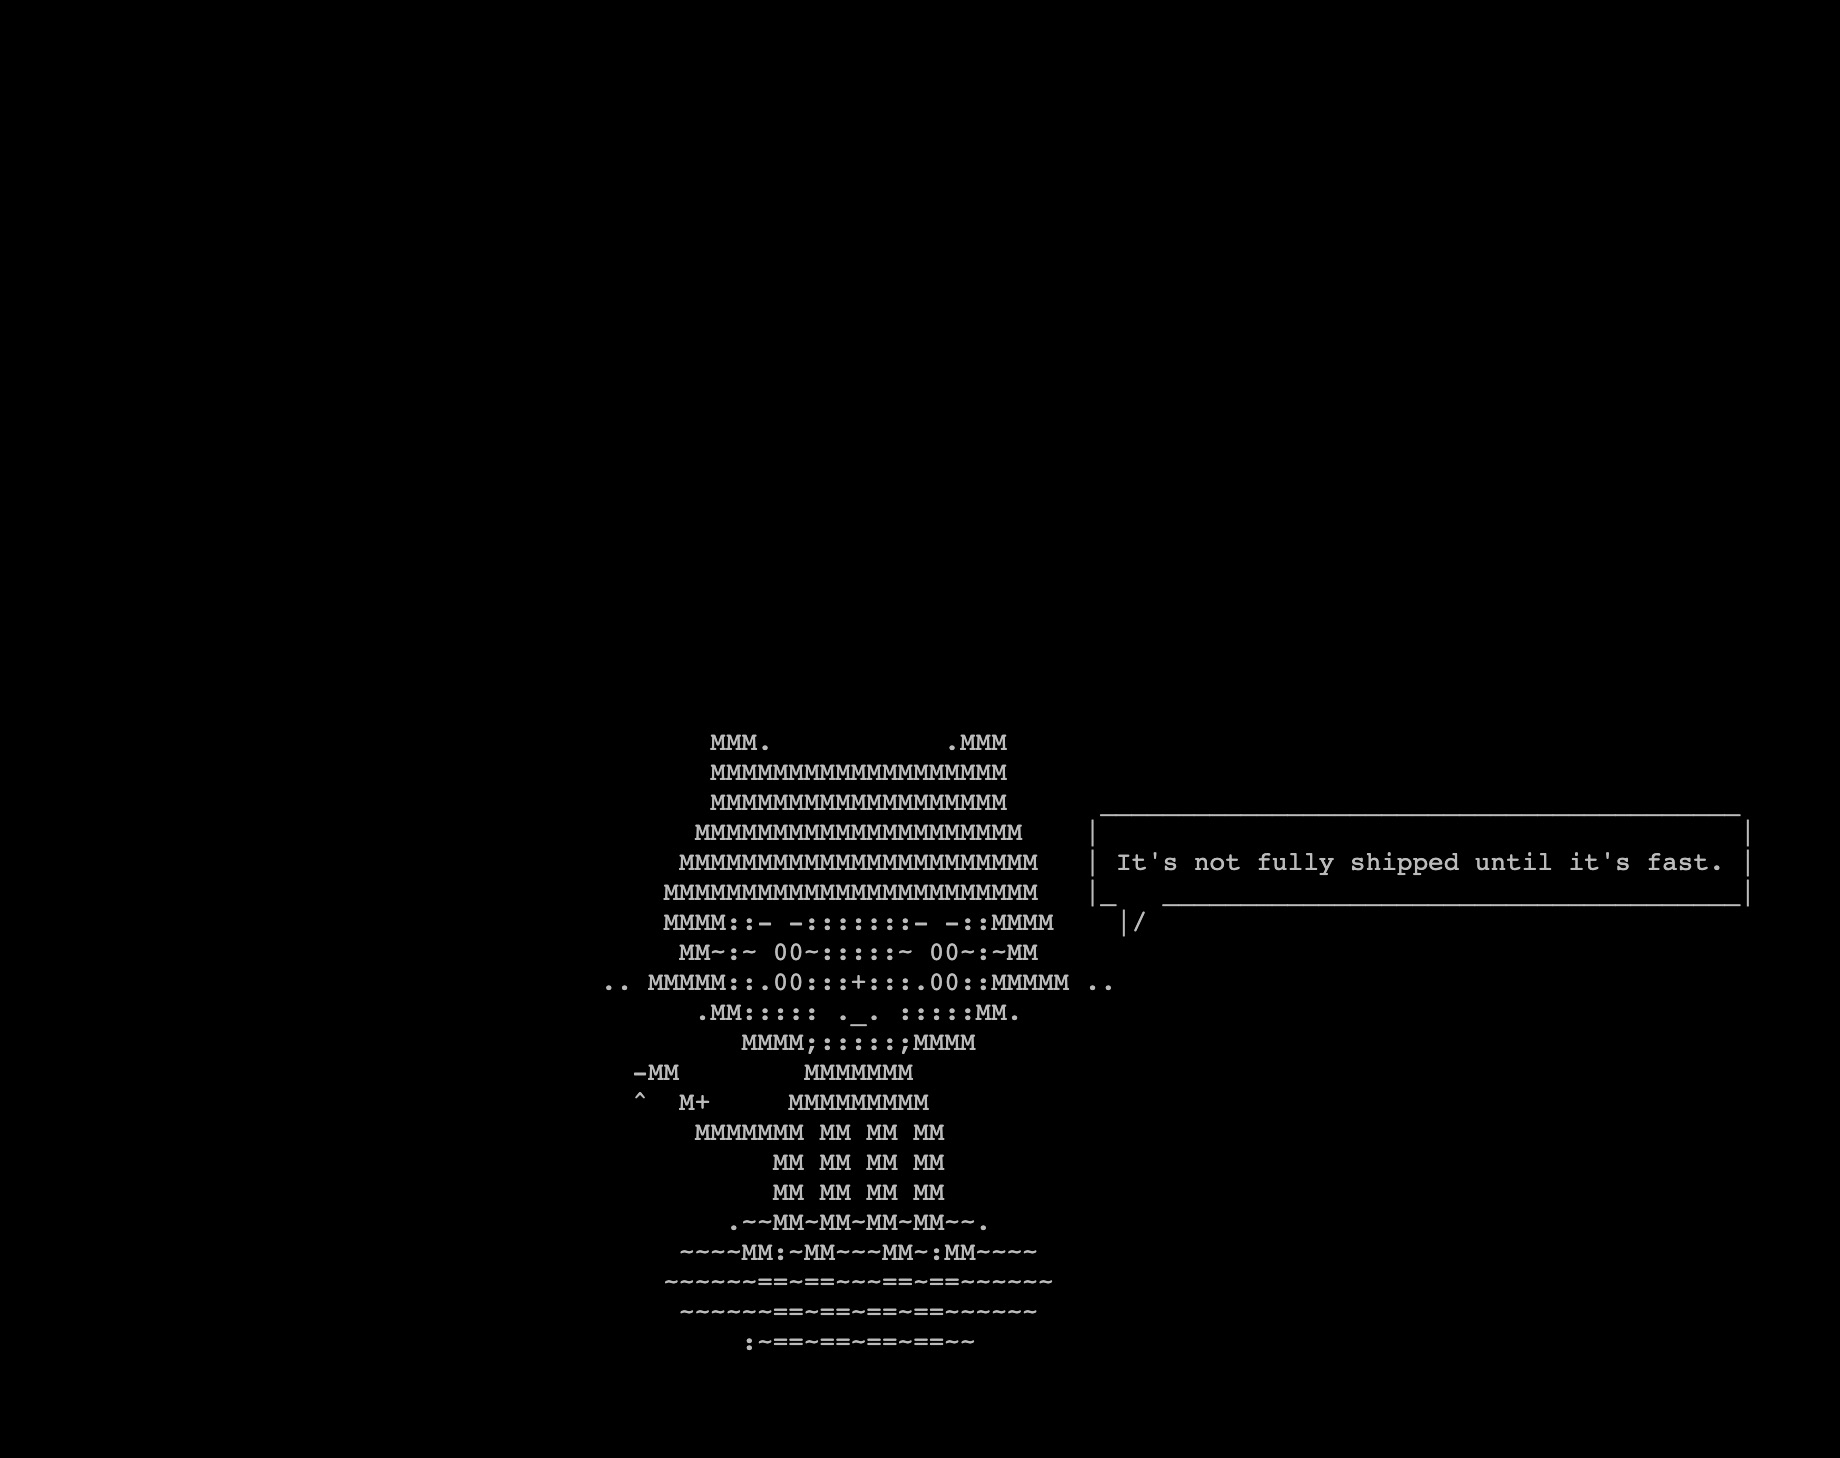 MMM.           .MMM
MMMMMMMMMMMMMMMMMMM
MMMMMMMMMMMMMMMMMMM
MMMMMMMMMMMMMMMMMMMMM
MMMMMMMMMMMMMMMMMMMMMMM
It's not fully shipped until it's fast.
MMMMMMMMMMMMMMMMMMMMMMMM
MMMM::- -:::::::- -::MMMM
MM~:~ 00~:::::~ 00~:~MM
.. MMMMM::.00:::+:::.00::MMMMM ..
.MM::::: ._. :::::MM.
MMMM;:::::;MMMM
-MM        MMMMMMM
^  M+     MMMMMMMMM
MMMMMMM MM MM MM
MM MM MM MM
MM MM MM MM
.~~MM~MM~MM~MM~~.
~~~~MM:~MM~~~MM~:MM~~~~
~~~~~~==~==~~~==~==~~~~~~
~~~~~~==~==~==~==~~~~~~
:~==~==~==~==~~